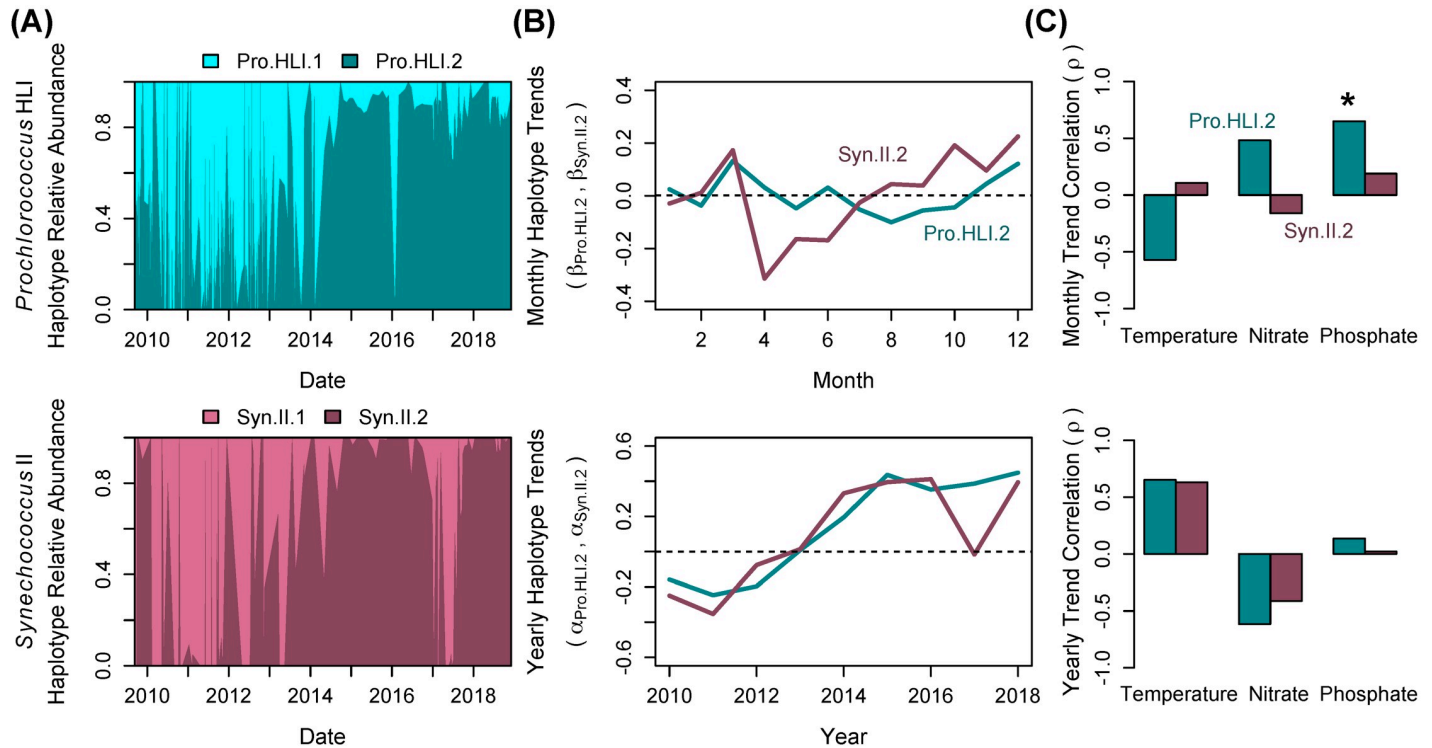 (A)
(B)
(C)
Pro.HLI.1 Pro.HLI.2
Prochlorococcus HLI
Haplotype Relative Abundance
0.0 0.4 0.8
2010 2012 2014 2016 2018
Date
Monthly Haplotype Trends
( βPro.HLI.2 , βSyn.II.2 )
-0.4 -0.2 0.0 0.2 0.4
Syn.II.2
Pro.HLI.2
2 4 6 8 10 12
Month
Monthly Trend Correlation ( ρ )
-1.0 -0.5 0.0 0.5 1.0
Pro.HLI.2
*
Syn.II.2
Temperature Nitrate Phosphate
Syn.II.1 Syn.II.2
Synechococcus II
Haplotype Relative Abundance
0.0 0.4 0.8
2010 2012 2014 2016 2018
Date
Yearly Haplotype Trends
( αPro.HLI.2 , αSyn.II.2 )
-0.6 -0.2 0.2 0.6
2010 2012 2014 2016 2018
Year
Yearly Trend Correlation ( ρ )
-1.0 -0.5 0.0 0.5 1.0
Temperature Nitrate Phosphate